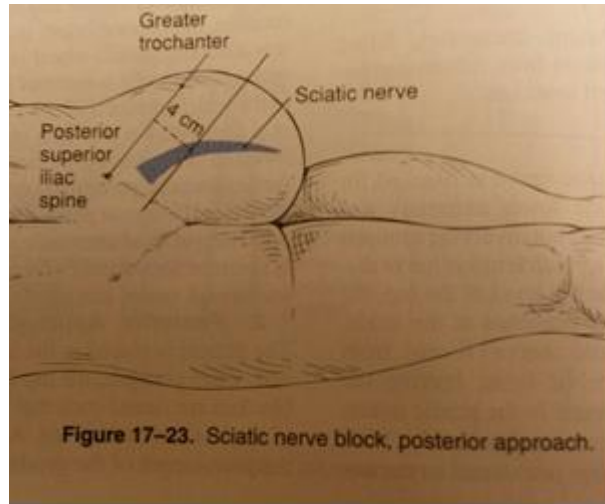 Greater
trochanter
Sciatic nerve
4 cm
Posterior
superior
iliac
spine
Figure 17–23. Sciatic nerve block, posterior approach.